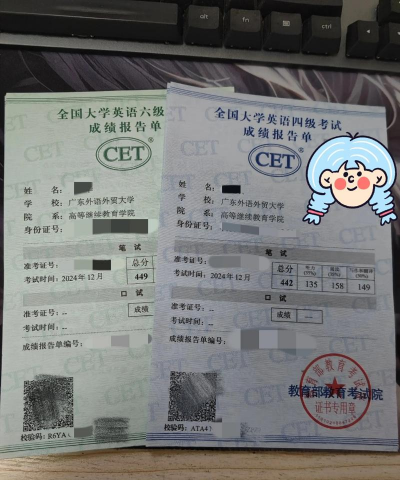 alt
fn
ctrl
全国大学英语六级
成绩报告单
CET
姓 名：
学 校：广东外语外贸大学
院 系：高等继续教育学院
身份证号：
笔 试
准考证号：
总分
考试时间：2024年12月
449
口 试
准考证号：--
成绩
考试时间：--
成绩报告单编号：
校验码：R6YA
全国大学英语四级考试
成绩报告单
CET
姓 名：
学 校：广东外语外贸大学
院 系：高等继续教育学院
身份证号：
笔 试
准考证号：
总分
考试时间：2024年12月
442 135 158 149
口 试
准考证号：--
成绩 --
考试时间：--
成绩报告单编号：
教育部教育考试院
证书专用章
校验码：ATA4